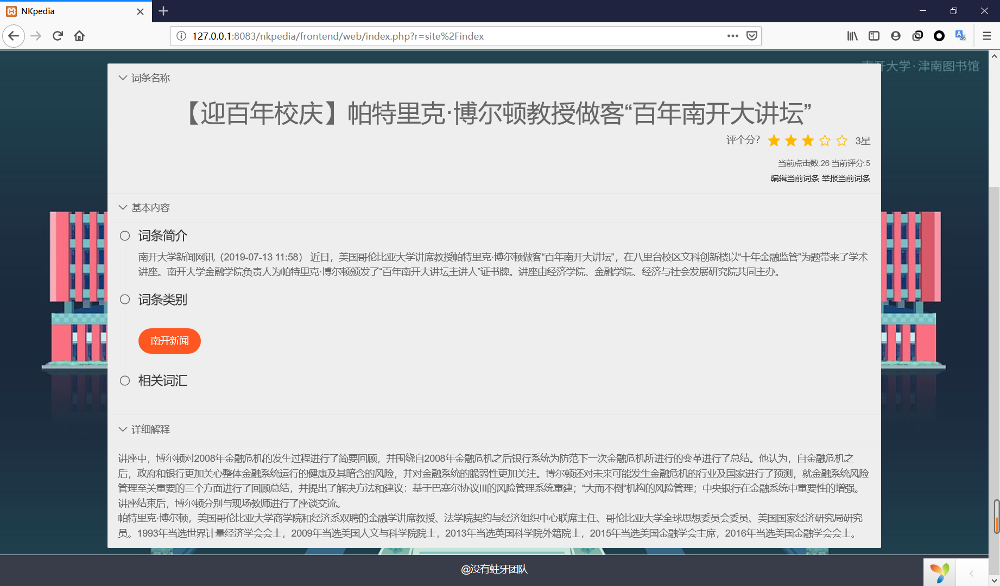 NKpedia
127.0.0.1:8083/nkpedia/frontend/web/index.php?r=site%2Findex
南开大学·津南图书馆
词条名称
【迎百年校庆】帕特里克·博尔顿教授做客“百年南开大讲坛”
评个分? 3星
当前点击数:26 当前评分:5
编辑当前词条 举报当前词条
基本内容
词条简介
南开大学新闻网讯（2019-07-13 11:58） 近日，美国哥伦比亚大学讲席教授帕特里克·博尔顿做客“百年南开大讲坛”，在八里台校区文科创新楼以“十年金融监管”为题带来了学术
讲座。南开大学金融学院负责人为帕特里克·博尔顿颁发了“百年南开大讲坛主讲人”证书牌。讲座由经济学院、金融学院、经济与社会发展研究院共同主办。
词条类别
南开新闻
相关词汇
详细解释
讲座中，博尔顿对2008年金融危机的发生过程进行了简要回顾，并围绕自2008年金融危机之后银行系统为防范下一次金融危机所进行的变革进行了总结。他认为，自金融危机之
后，政府和银行更加关心整体金融系统运行的健康及其暗含的风险，并对金融系统的脆弱性更加关注。博尔顿还对未来可能发生金融危机的行业及国家进行了预测，就金融系统风险
管理至关重要的三个方面进行了回顾总结，并提出了解决方法和建议：基于巴塞尔协议III的风险管理系统重建；“大而不倒“机构的风险管理；中央银行在金融系统中重要性的增强。
讲座结束后，博尔顿分别与现场教师进行了座谈交流。
帕特里克·博尔顿，美国哥伦比亚大学商学院和经济系双聘的金融学讲席教授、法学院契约与经济组织中心联席主任、哥伦比亚大学全球思想委员会委员、美国国家经济研究局研究
员。1993年当选世界计量经济学会会士，2009年当选美国人文与科学院院士，2013年当选英国科学院外籍院士，2015年当选美国金融学会主席，2016年当选美国金融学会会士。
@没有蛀牙团队